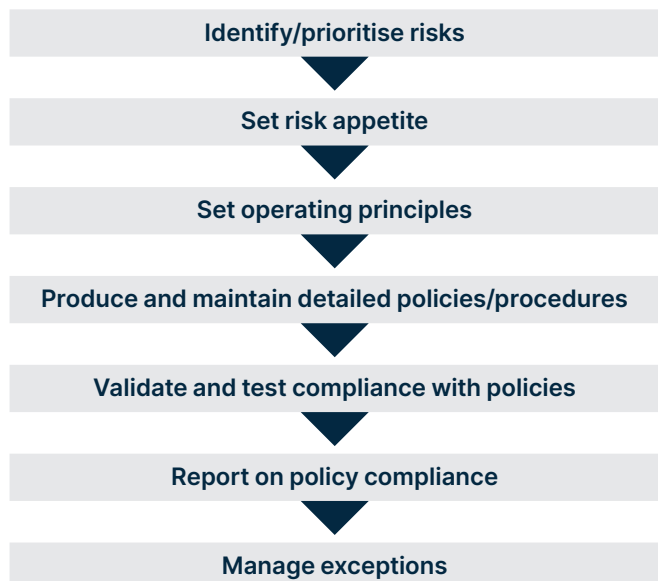 Identify/prioritise risks
Set risk appetite
Set operating principles
Produce and maintain detailed policies/procedures
Validate and test compliance with policies
Report on policy compliance
Manage exceptions